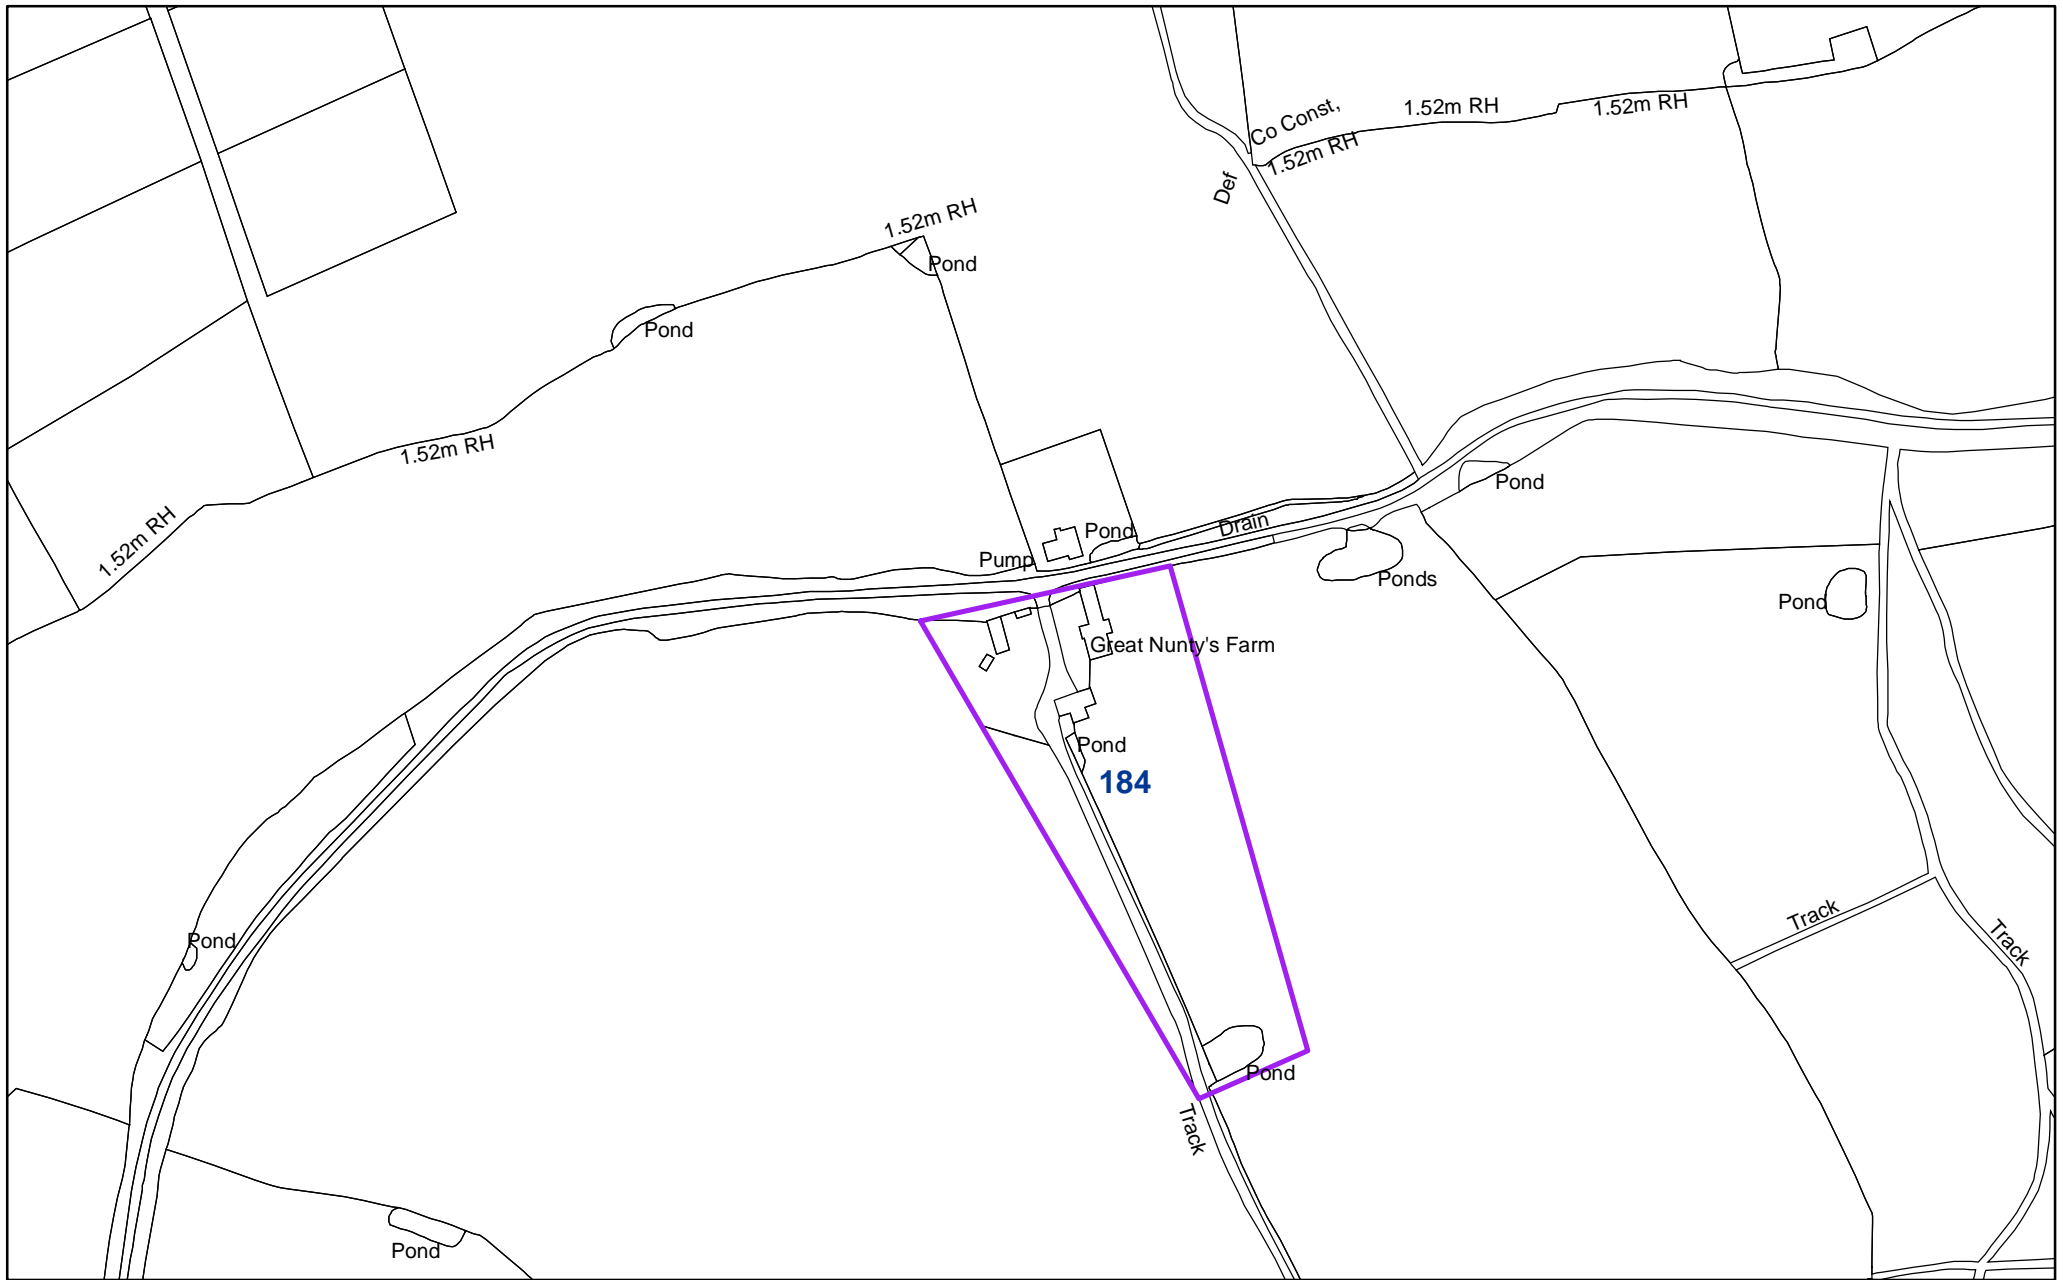 Co Const,
1.52m RH
1.52m RH
1.52m RH
Def
1.52m RH
Pond
Pond
1.52m RH
Pond
1.52m RH
Drain
Pond
Pump
Ponds
Pond
Great Nunty's Farm
Pond
184
Track
Pond
Track
Pond
Track
Pond